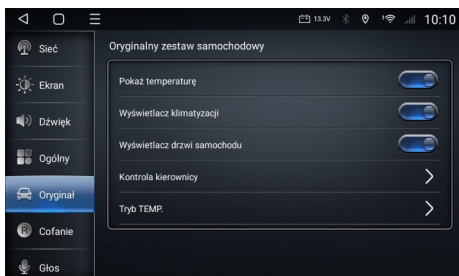 13.3V
10:10
Sieć
Ekran
Dźwięk
Ogólny
Oryginał
Cofanie
Głos
Oryginalny zestaw samochodowy
Pokaż temperaturę
Wyświetlacz klimatyzacji
Wyświetlacz drzwi samochodu
Kontrola kierownicy
Tryb TEMP.